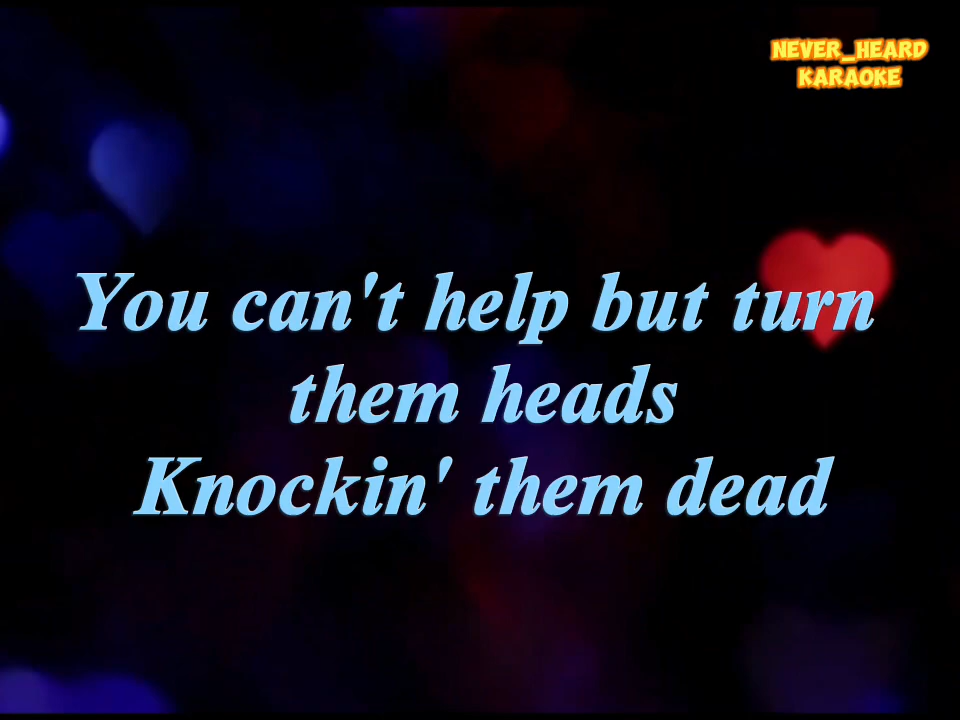 NEVER_HEARD
KARAOKE
You can't help but turn
them heads
Knockin' them dead